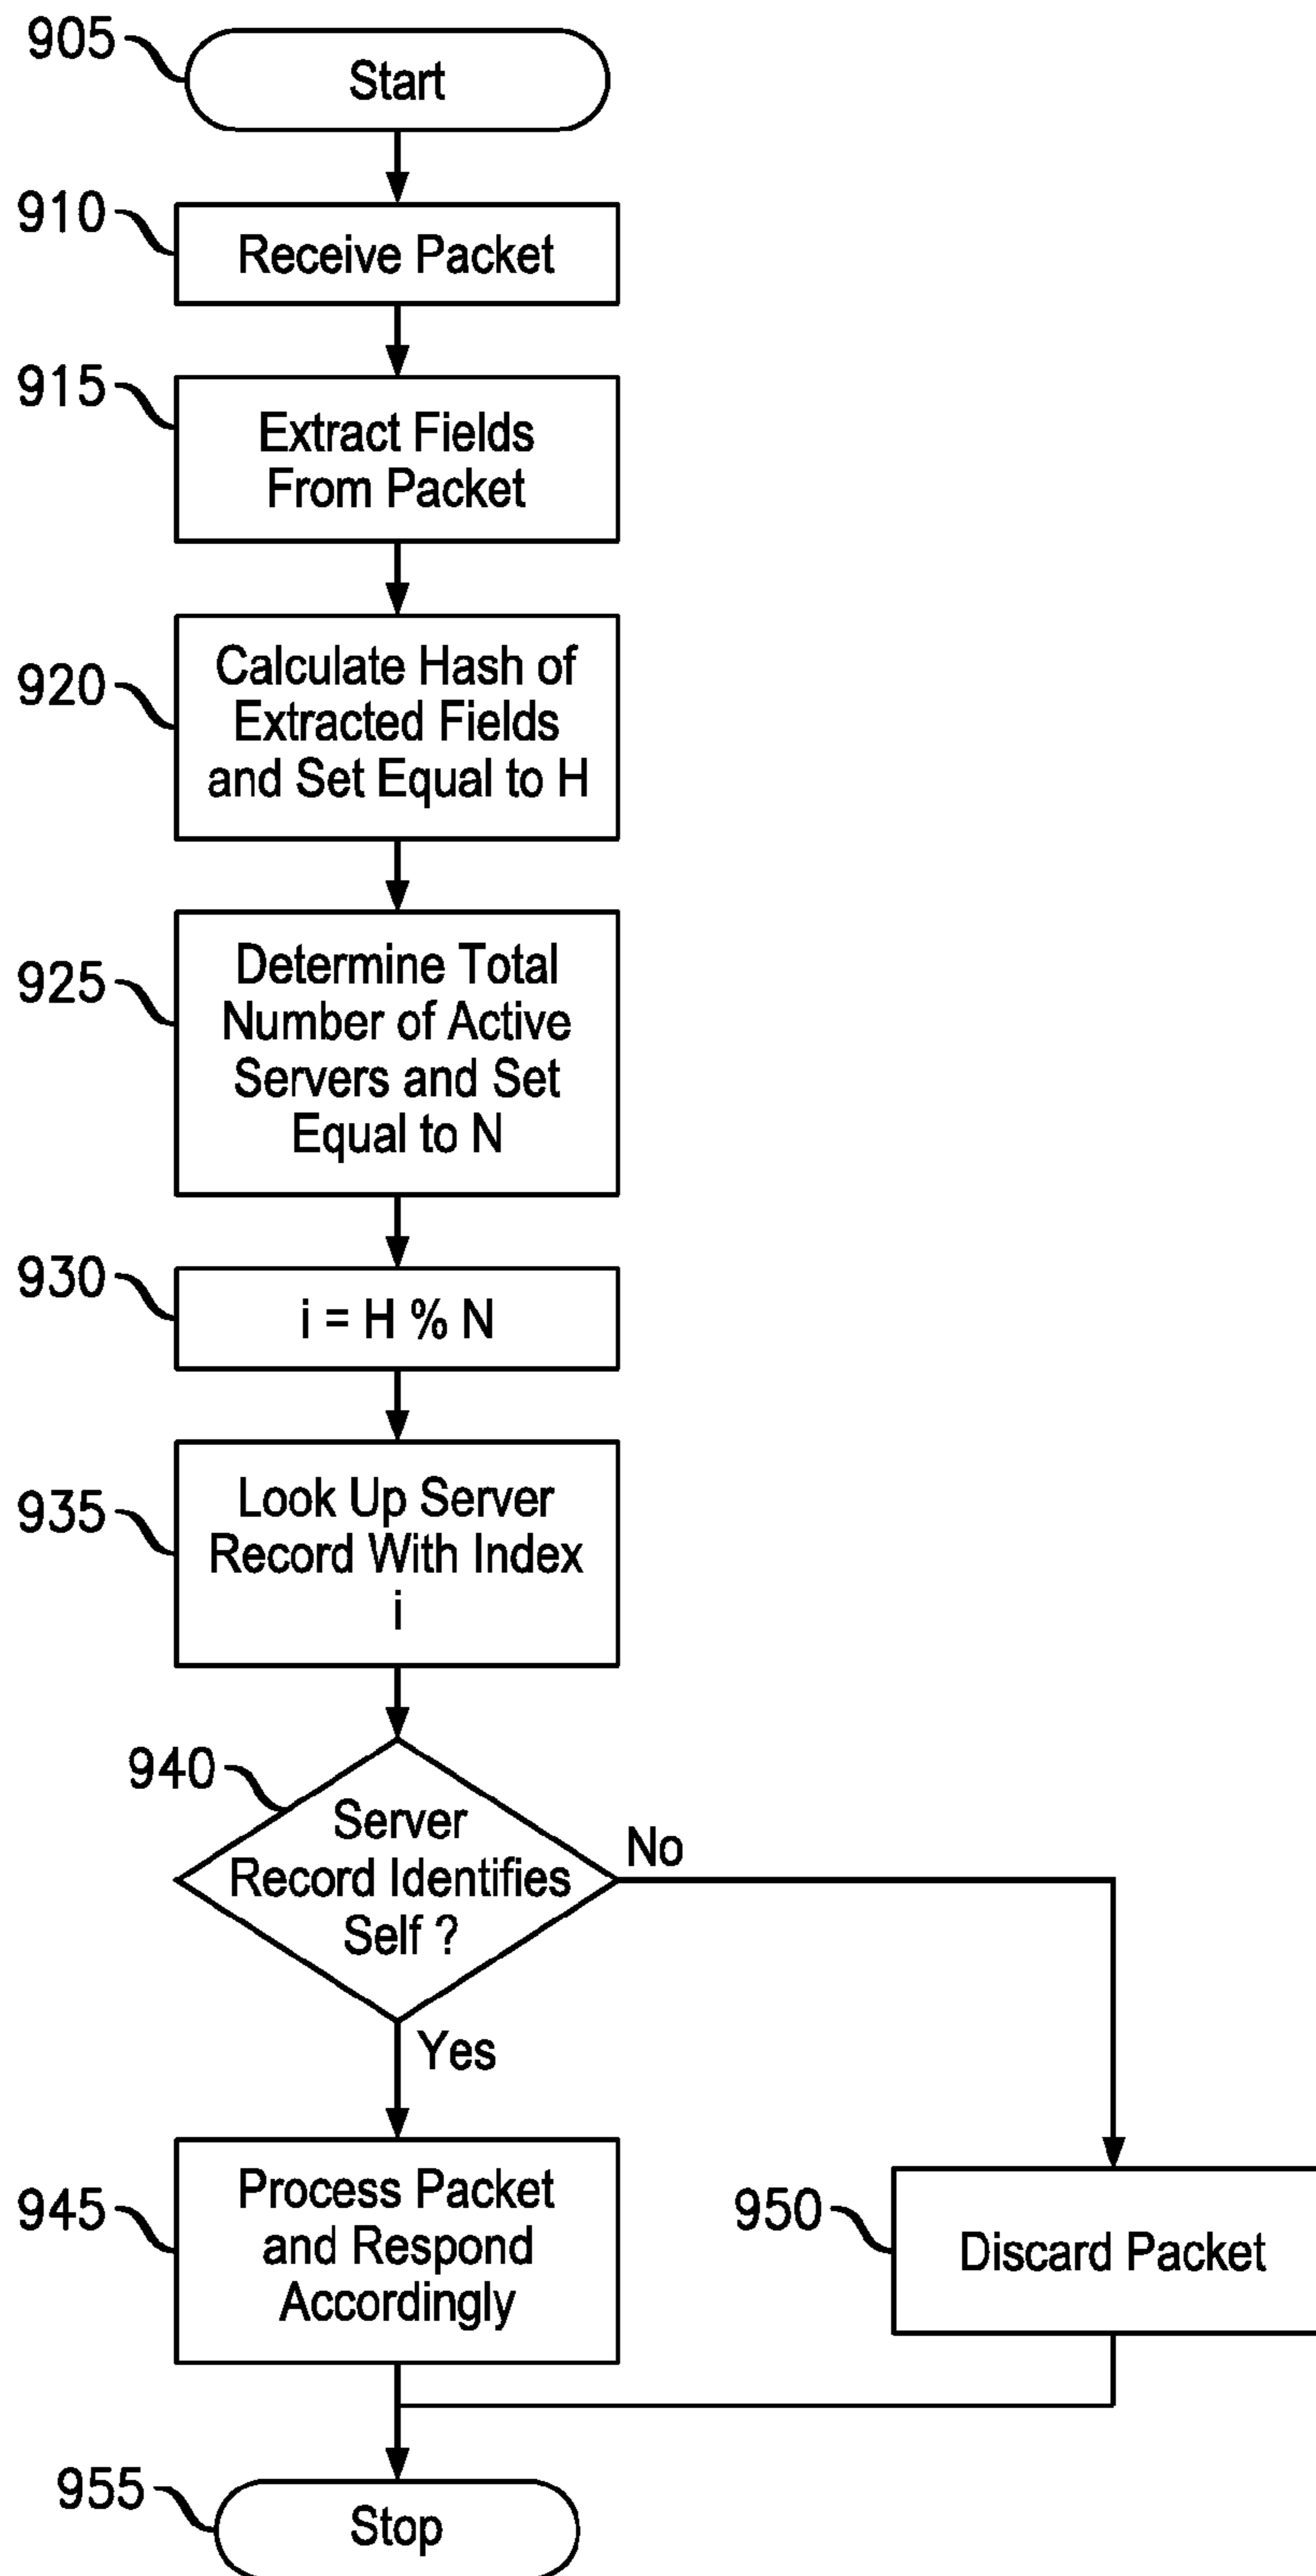 905
Start
910
Receive Packet
915
Extract Fields
From Packet
920
Calculate Hash of
Extracted Fields
and Set Equal to H
925
Determine Total
Number of Active
Servers and Set
Equal to N
930
i = H % N
935
Look Up Server
Record With Index
i
940
Server
Record Identifies
Self ?
No
Yes
945
Process Packet
and Respond
Accordingly
950
Discard Packet
955
Stop